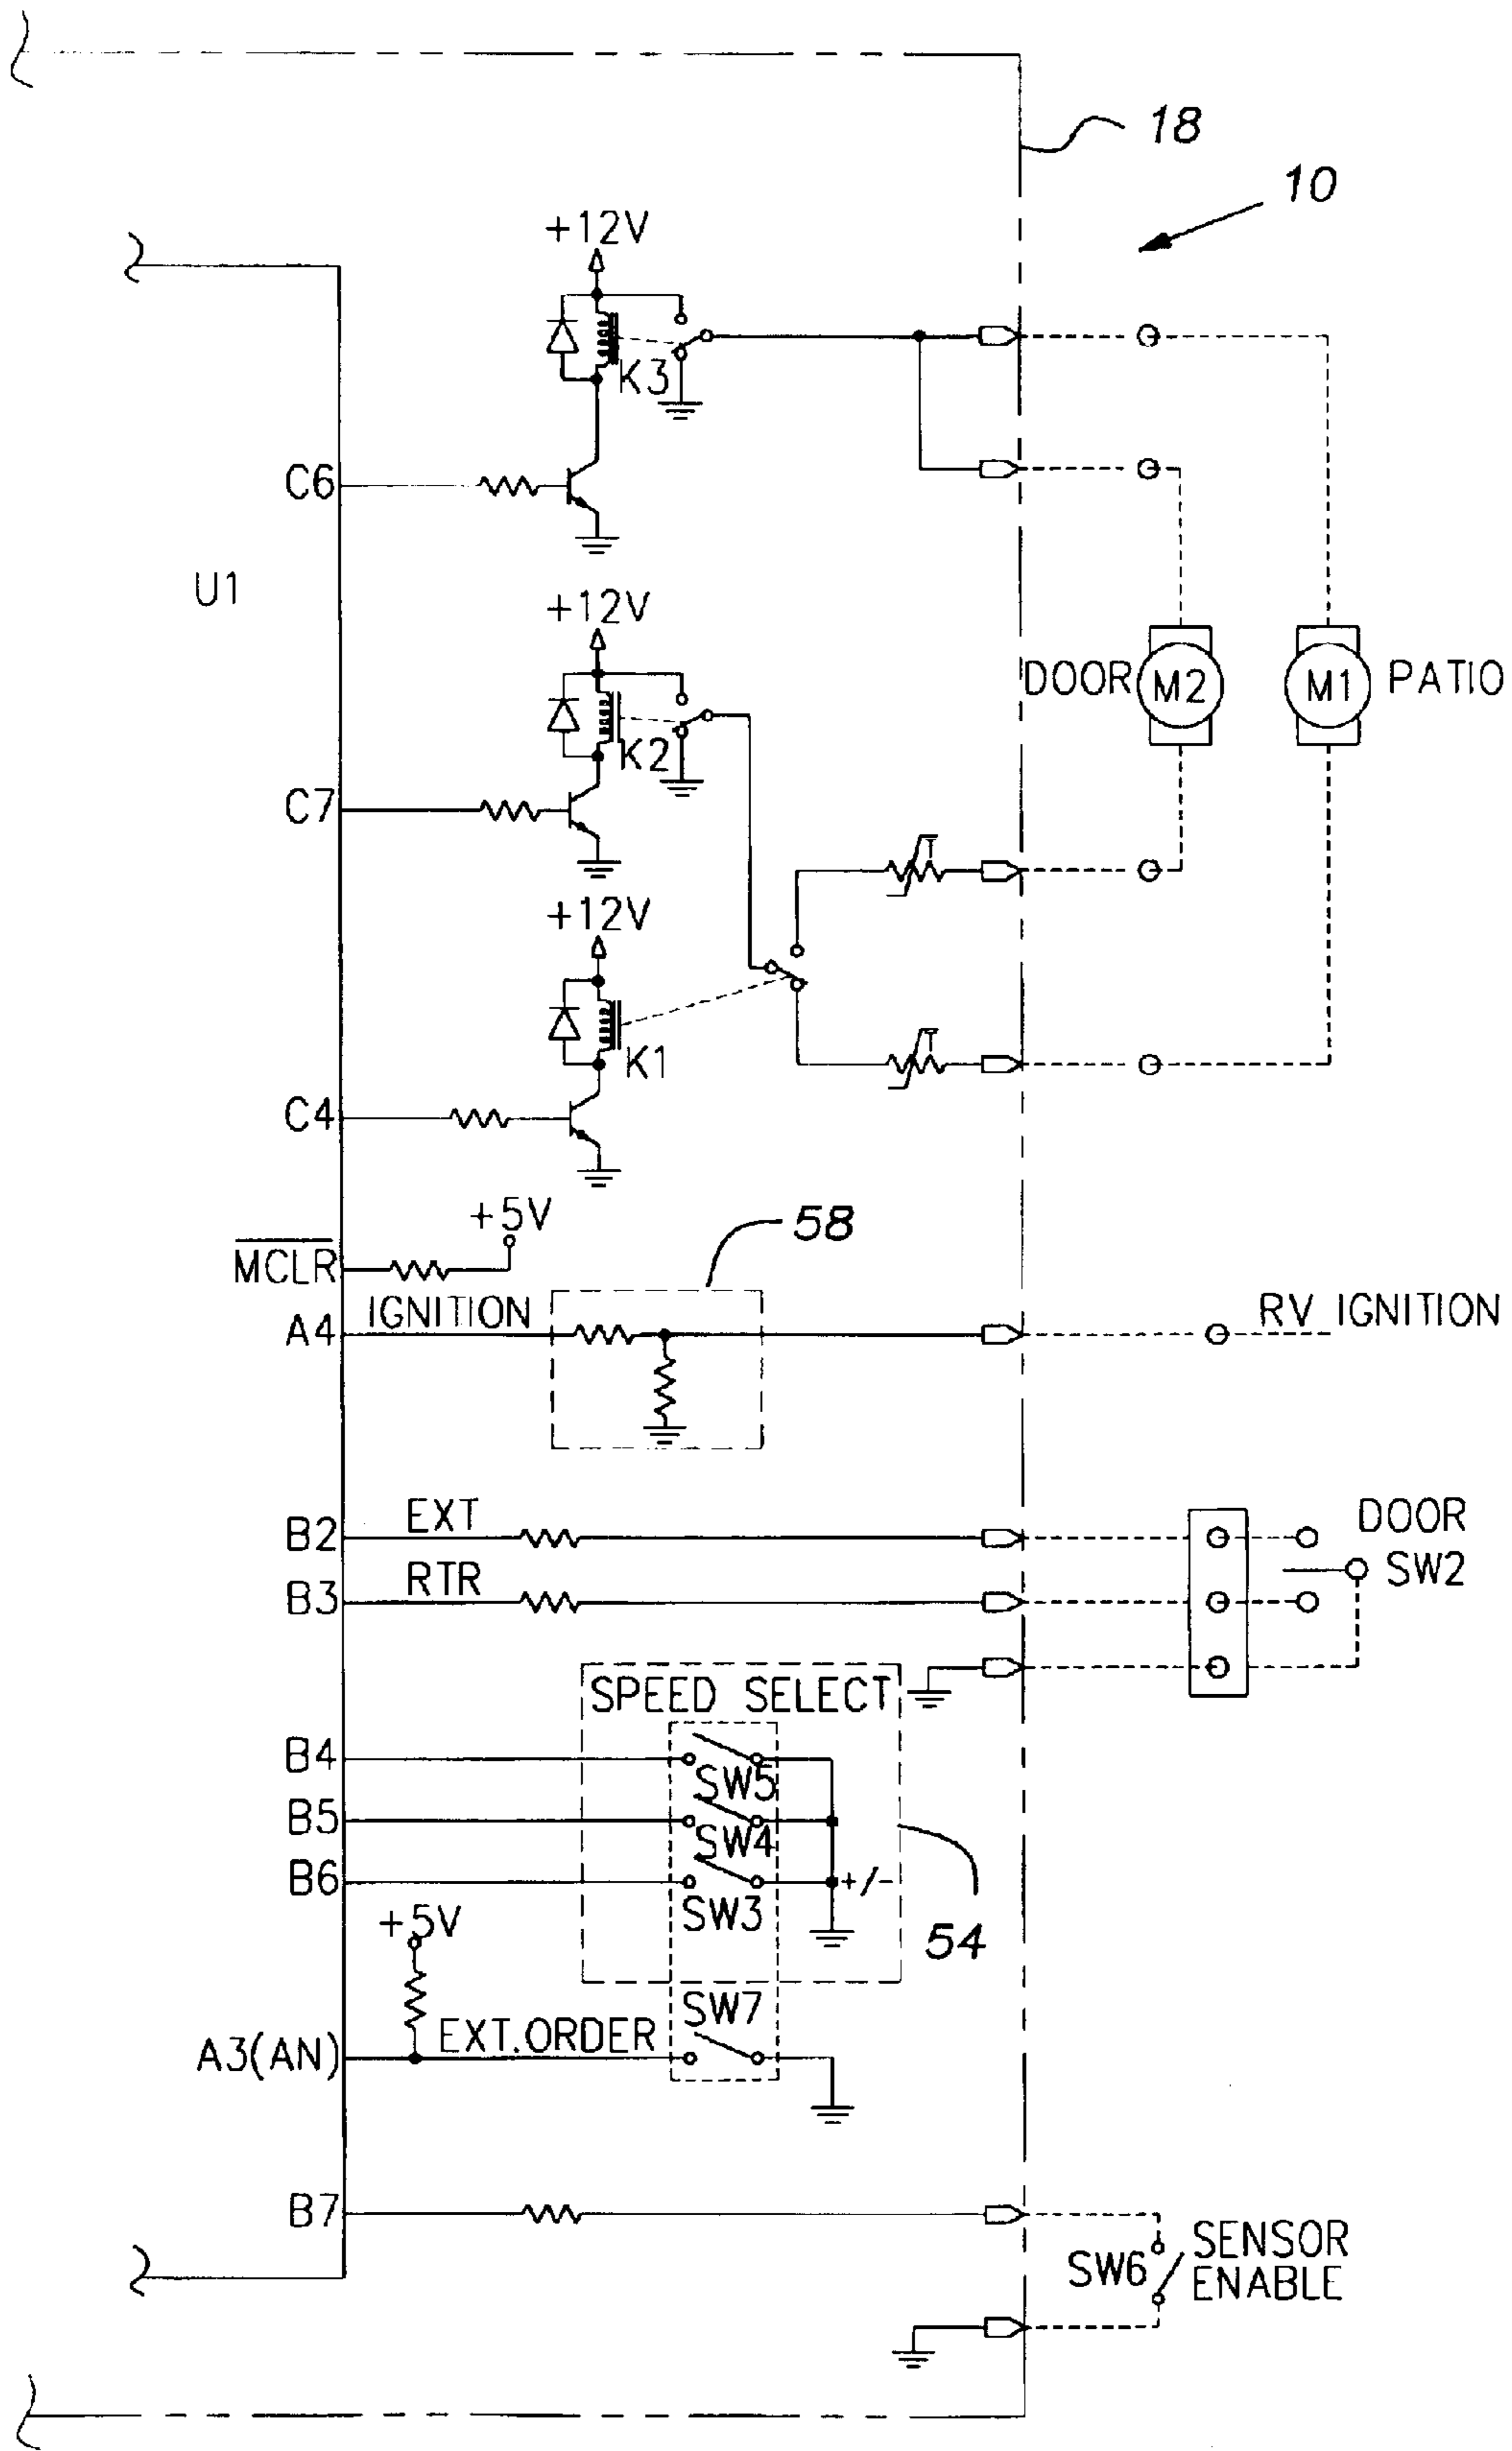 18
10
+12V
K3
C6
U1
+12V
K2
DOOR M2 M1 PATIO
C7
T
+12V
T
K1
C4
+5V
58
MCLR
IGNITION
A4
RV IGNITION
EXT
B2
DOOR
SW2
RTR
B3
SPEED SELECT
B4
SW5
B5
SW4
B6
+/-
SW3
54
+5V
SW7
EXT.ORDER
A3(AN)
B7
SW6 SENSOR
ENABLE